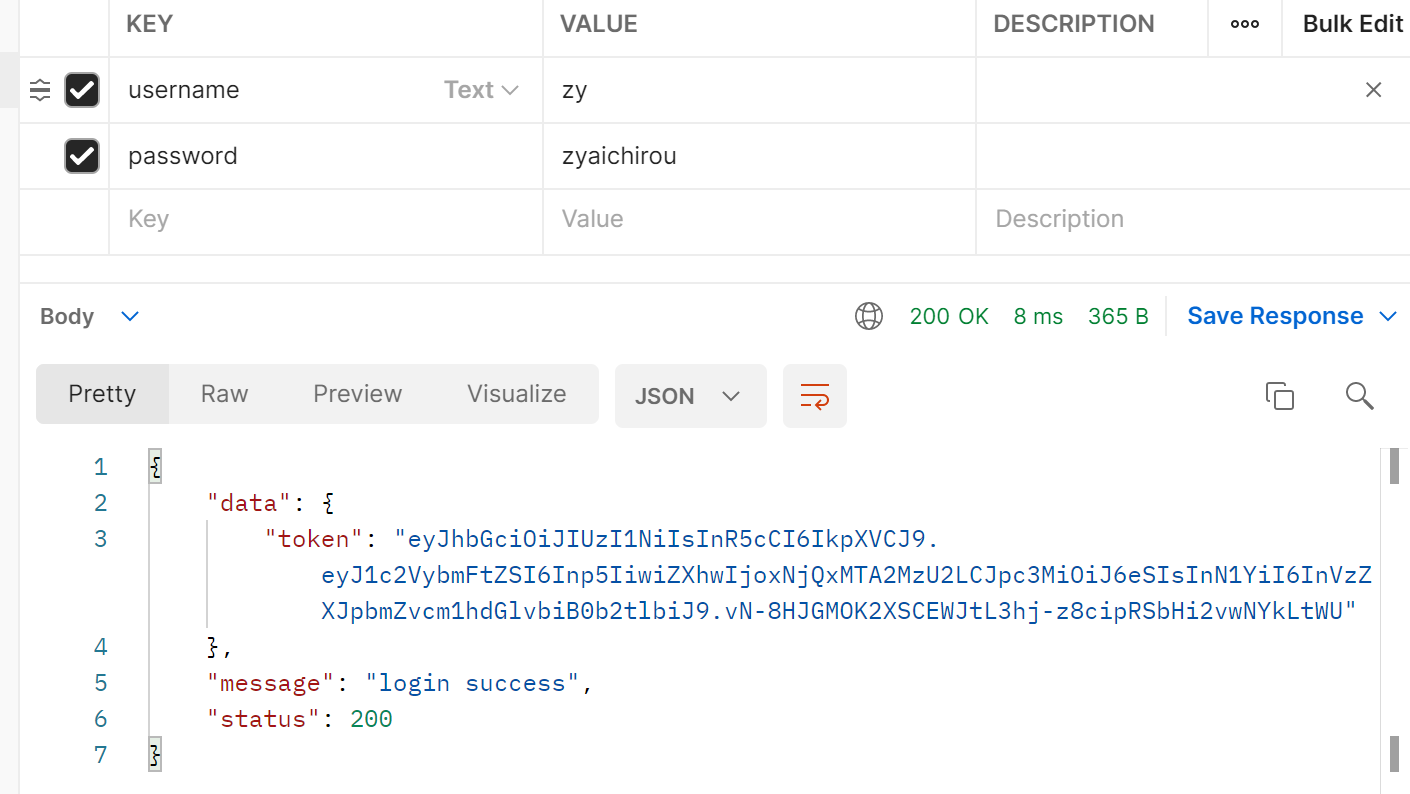 KEY VALUE DESCRIPTION ooo Bulk Edit
username Text zy
password zyaichirou
Key Value Description
Body 200 OK 8 ms 365 B Save Response
Pretty Raw Preview Visualize JSON
1 {
2 "data": {
3 "token": "eyJhbGciOiJIUzI1NiIsInR5cCI6IkpXVCJ9.
eyJ1c2VybmFtZSI6Inp5IiwiZXhwIjoxNjQxMTA2MzU2LCJpc3MiOiJ6eSIsInN1YiI6InVzZ
XJpbmZvcm1hdGlvbiB0b2tlbiJ9.vN-8HJGMOK2XSCEWJtL3hj-z8cipRSbHi2vwNYkLtWU"
4 },
5 "message": "login success",
6 "status": 200
7 }